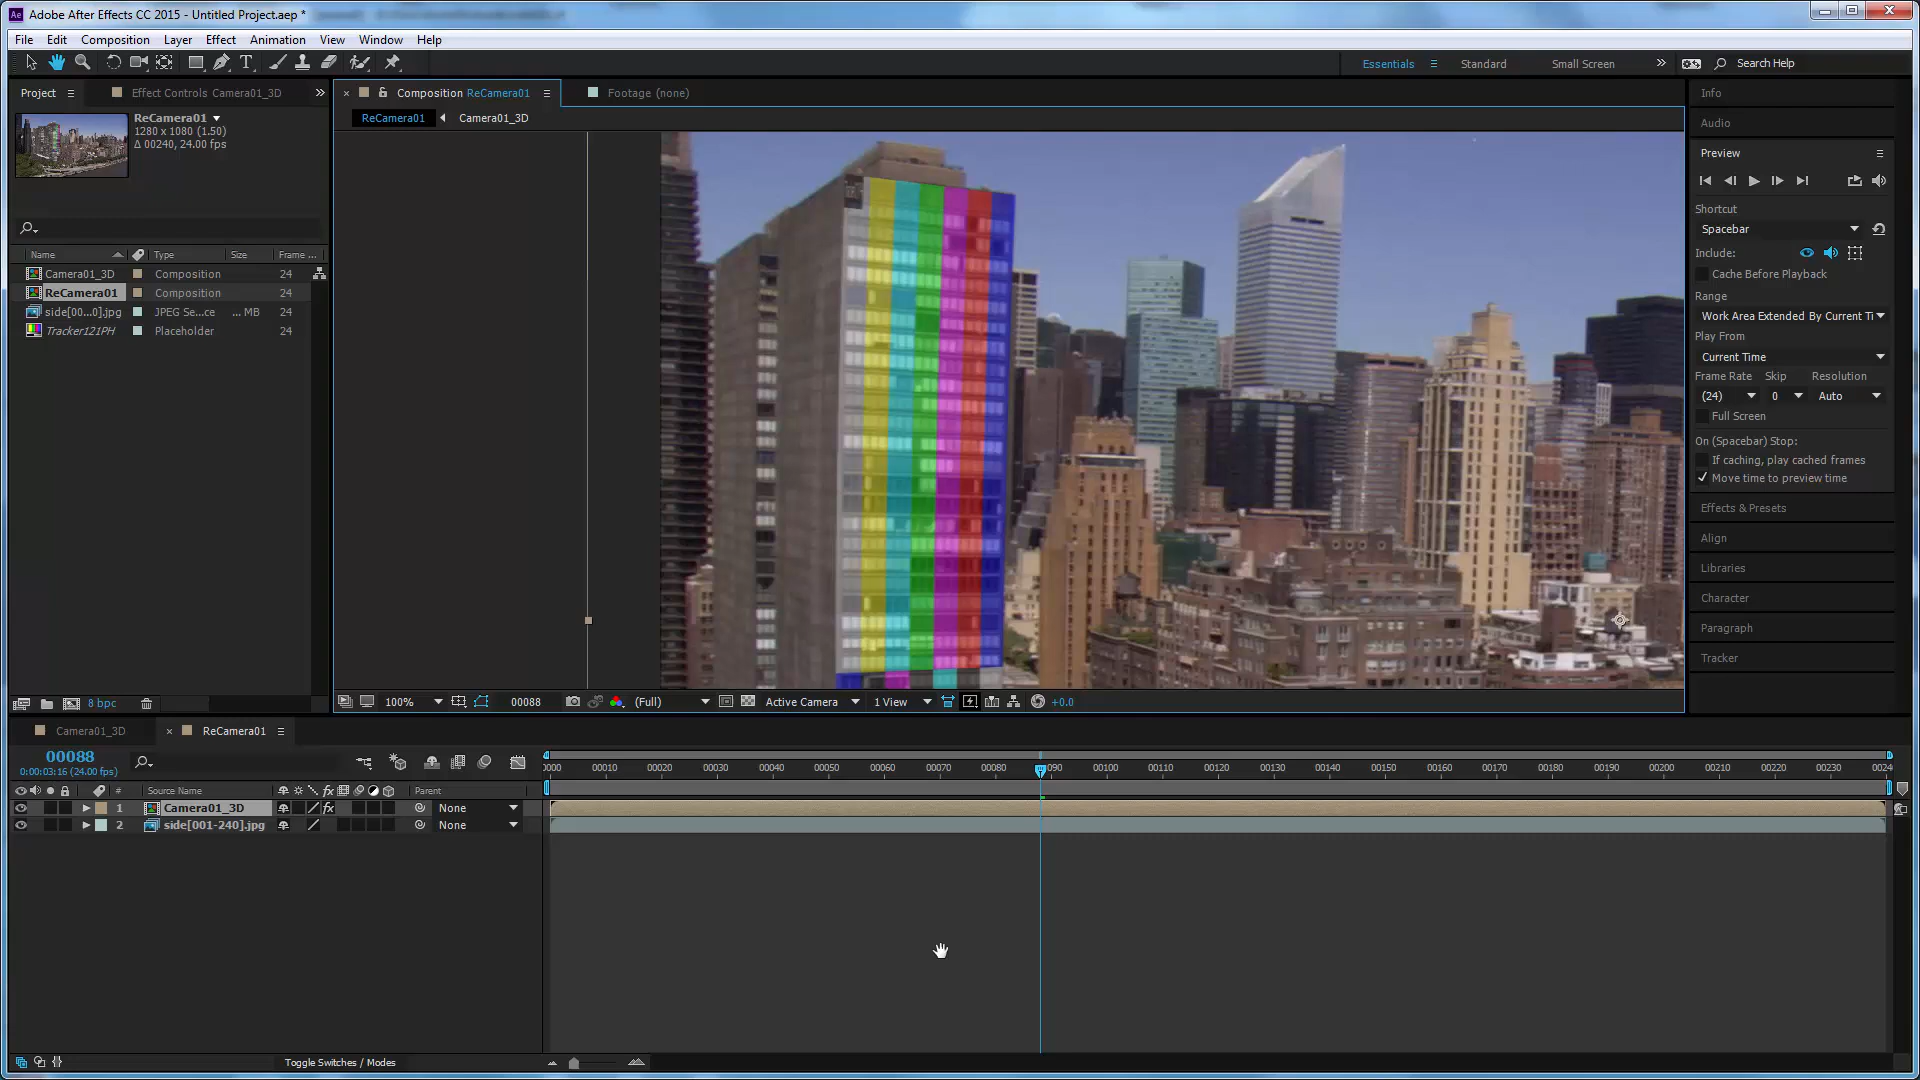 Adobe After Effects CC 2015 - Untitled Project.aep *
File Edit Composition Layer Effect Animation View Window Help
Essentials Standard Small Screen Search Help
Project Effect Controls Camera01_3D
Composition ReCamera01 Footage (none)
ReCamera01 Camera01_3D
ReCamera01
1280 x 1080 (1.50)
Δ 00240, 24.00 fps
Name Type Size Frame ...
Camera01_3D Composition 24
ReCamera01 Composition 24
side[00...0].jpg JPEG Se...ce ... MB 24
Tracker121PH Placeholder 24
8 bpc
100% 00088 (Full) Active Camera 1 View +0.0
Info
Audio
Preview
Shortcut
Spacebar
Include:
Cache Before Playback
Range
Work Area Extended By Current Ti
Play From
Current Time
Frame Rate Skip Resolution
(24) 0 Auto
Full Screen
On (Spacebar) Stop:
If caching, play cached frames
Move time to preview time
Effects & Presets
Align
Libraries
Character
Paragraph
Tracker
Camera01_3D ReCamera01
00088
0:00:03:16 (24.00 fps)
0000 00010 00020 00030 00040 00050 00060 00070 00080 090 00100 00110 00120 00130 00140 00150 00160 00170 00180 00190 00200 00210 00220 00230 0024
# Source Name Parent
1 Camera01_3D None
2 side[001-240].jpg None
Toggle Switches / Modes